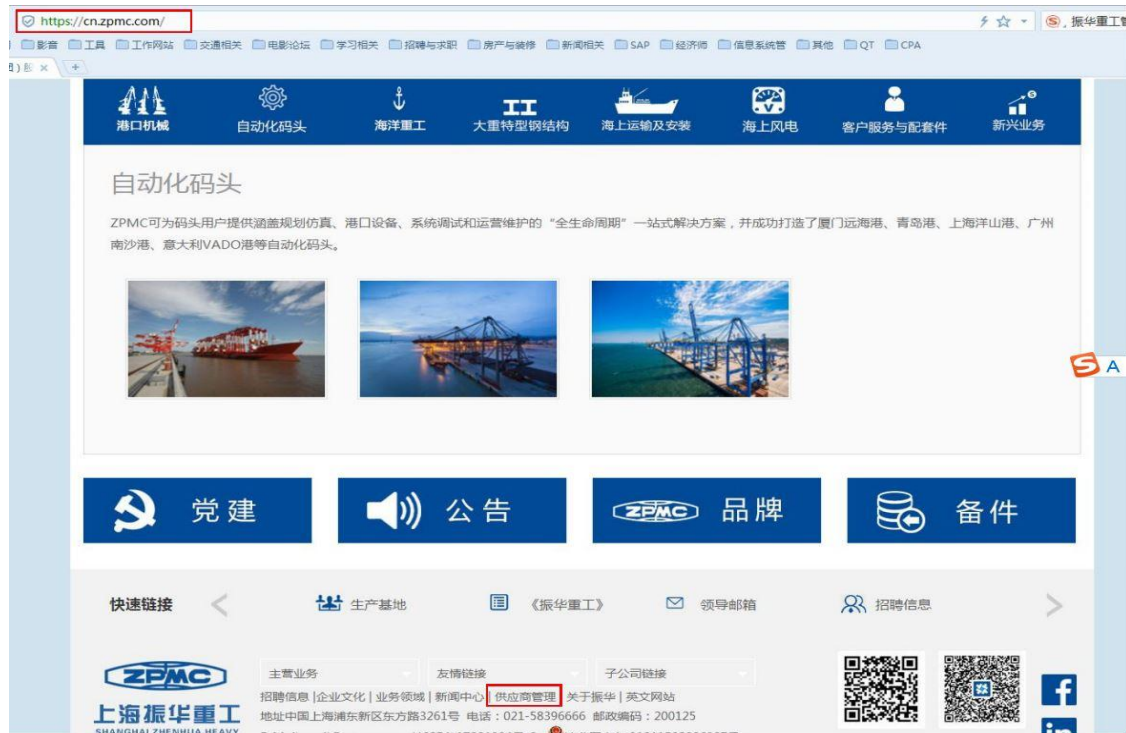 https://cn.zpmc.com/
振华重工
影音 工具 工作网站 交通相关 电影论坛 学习相关 招聘与求职 房产与装修 新闻相关 SAP 经济师 信息系统管 其他 QT CPA
港口机械 自动化码头 海洋重工 大重特型钢结构 海上运输及安装 海上风电 客户服务与配套件 新兴业务
自动化码头
ZPMC可为码头用户提供涵盖规划仿真、港口设备、系统调试和运营维护的“全生命周期”一站式解决方案，并成功打造了厦门远海港、青岛港、上海洋山港、广州
南沙港、意大利VADO港等自动化码头。
A
党建 公告 ZPMC 品牌 备件
快速链接 生产基地 《振华重工》 领导邮箱 招聘信息
ZPMC
主营业务 友情链接 子公司链接
招聘信息 |企业文化 | 业务领域 | 新闻中心 | 供应商管理 | 关于振华 | 英文网站
上海振华重工
地址中国上海浦东新区东方路3261号 电话：021-58396666 邮政编码：200125
SHANGHAI ZHENHUA HEAVY